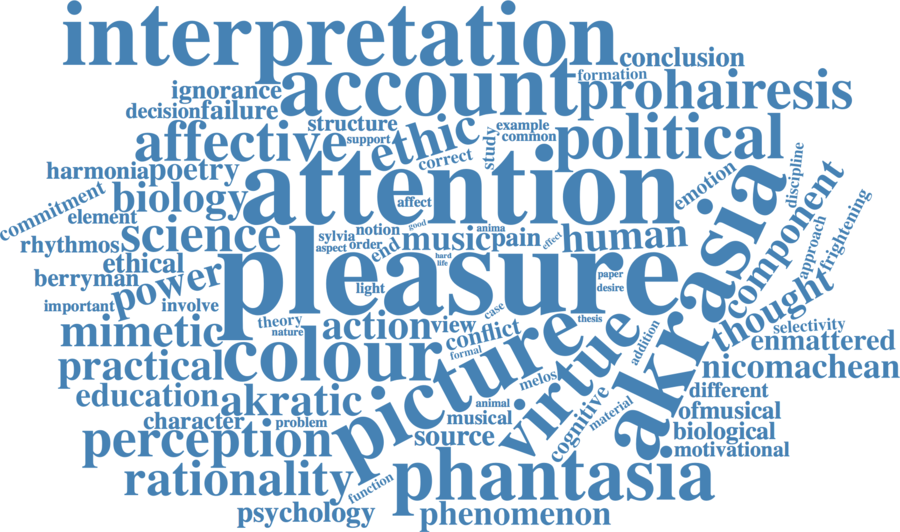 interpretation
conclusion
formation
ignorance
account
prohairesis
decision
failure
structure
support
affective
ethic
correct
study
example
common
political
harmonia
poetry
attention
affect
emotion
discipline
commitment
element
biology
akrasia
component
rhythmos
science
sylvia
notion
aspect
order
end
good
anima
music
pain
effect
human
approach
frightening
ethical
berryman
power
pleasure
hard
life
light
paper
desire
important
involve
theory
nature
action
view
case
thesis
conflict
formal
mimetic
colour
picture
virtue
addition
thought
selectivity
enmattered
practical
nicomachean
education
akratic
melos
animal
different
character
problem
musical
cognitive
material
ofmusical
perception
source
biological
motivational
rationality
function
phantasia
psychology
phenomenon